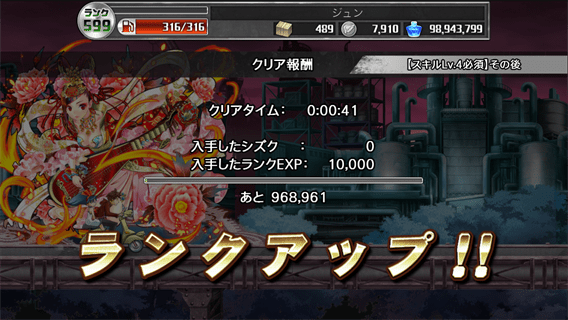 ランク
599
316/316
ジュン
489
7,910
98,943,799
クリア報酬
【スキルLv.4必須】その後
クリアタイム: 0:00:41
入手したシズク : 0
入手したランクEXP: 10,000
あと 968,961
ランクアップ!!